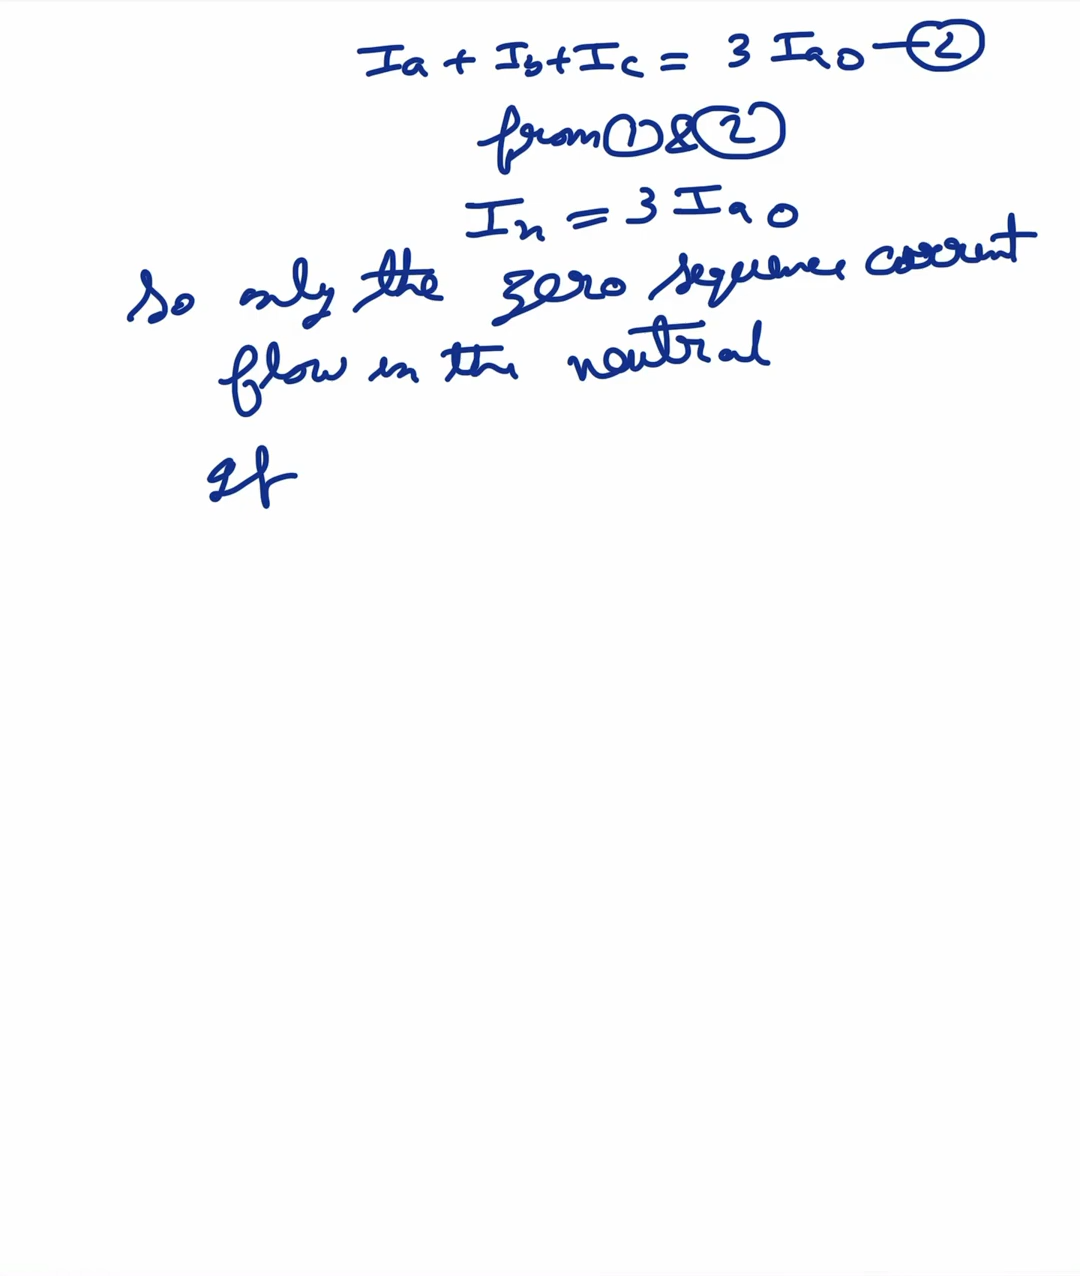 Ia + Ib + Ic = 3 Ia0 — ②
from ① & ②
In = 3 Ia0
So only the zero sequence current
flow in the neutral
If